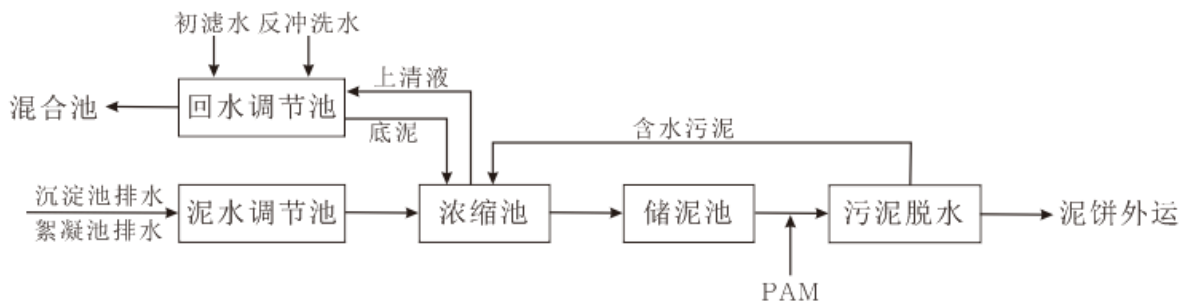 初滤水 反冲洗水
上清液
混合池
回水调节池
底泥
含水污泥
沉淀池排水
絮凝池排水
泥水调节池
浓缩池
储泥池
污泥脱水
泥饼外运
PAM